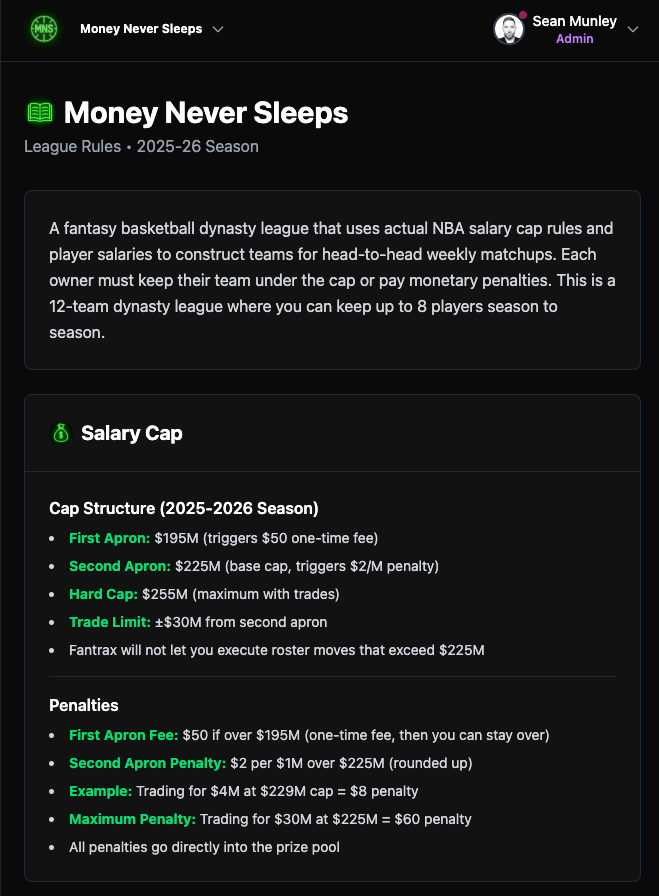 MNS
Money Never Sleeps
Sean Munley
Admin
Money Never Sleeps
League Rules • 2025-26 Season
A fantasy basketball dynasty league that uses actual NBA salary cap rules and
player salaries to construct teams for head-to-head weekly matchups. Each
owner must keep their team under the cap or pay monetary penalties. This is a
12-team dynasty league where you can keep up to 8 players season to
season.
Salary Cap
Cap Structure (2025-2026 Season)
• First Apron: $195M (triggers $50 one-time fee)
• Second Apron: $225M (base cap, triggers $2/M penalty)
• Hard Cap: $255M (maximum with trades)
• Trade Limit: ±$30M from second apron
• Fantrax will not let you execute roster moves that exceed $225M
Penalties
• First Apron Fee: $50 if over $195M (one-time fee, then you can stay over)
• Second Apron Penalty: $2 per $1M over $225M (rounded up)
• Example: Trading for $4M at $229M cap = $8 penalty
• Maximum Penalty: Trading for $30M at $225M = $60 penalty
• All penalties go directly into the prize pool